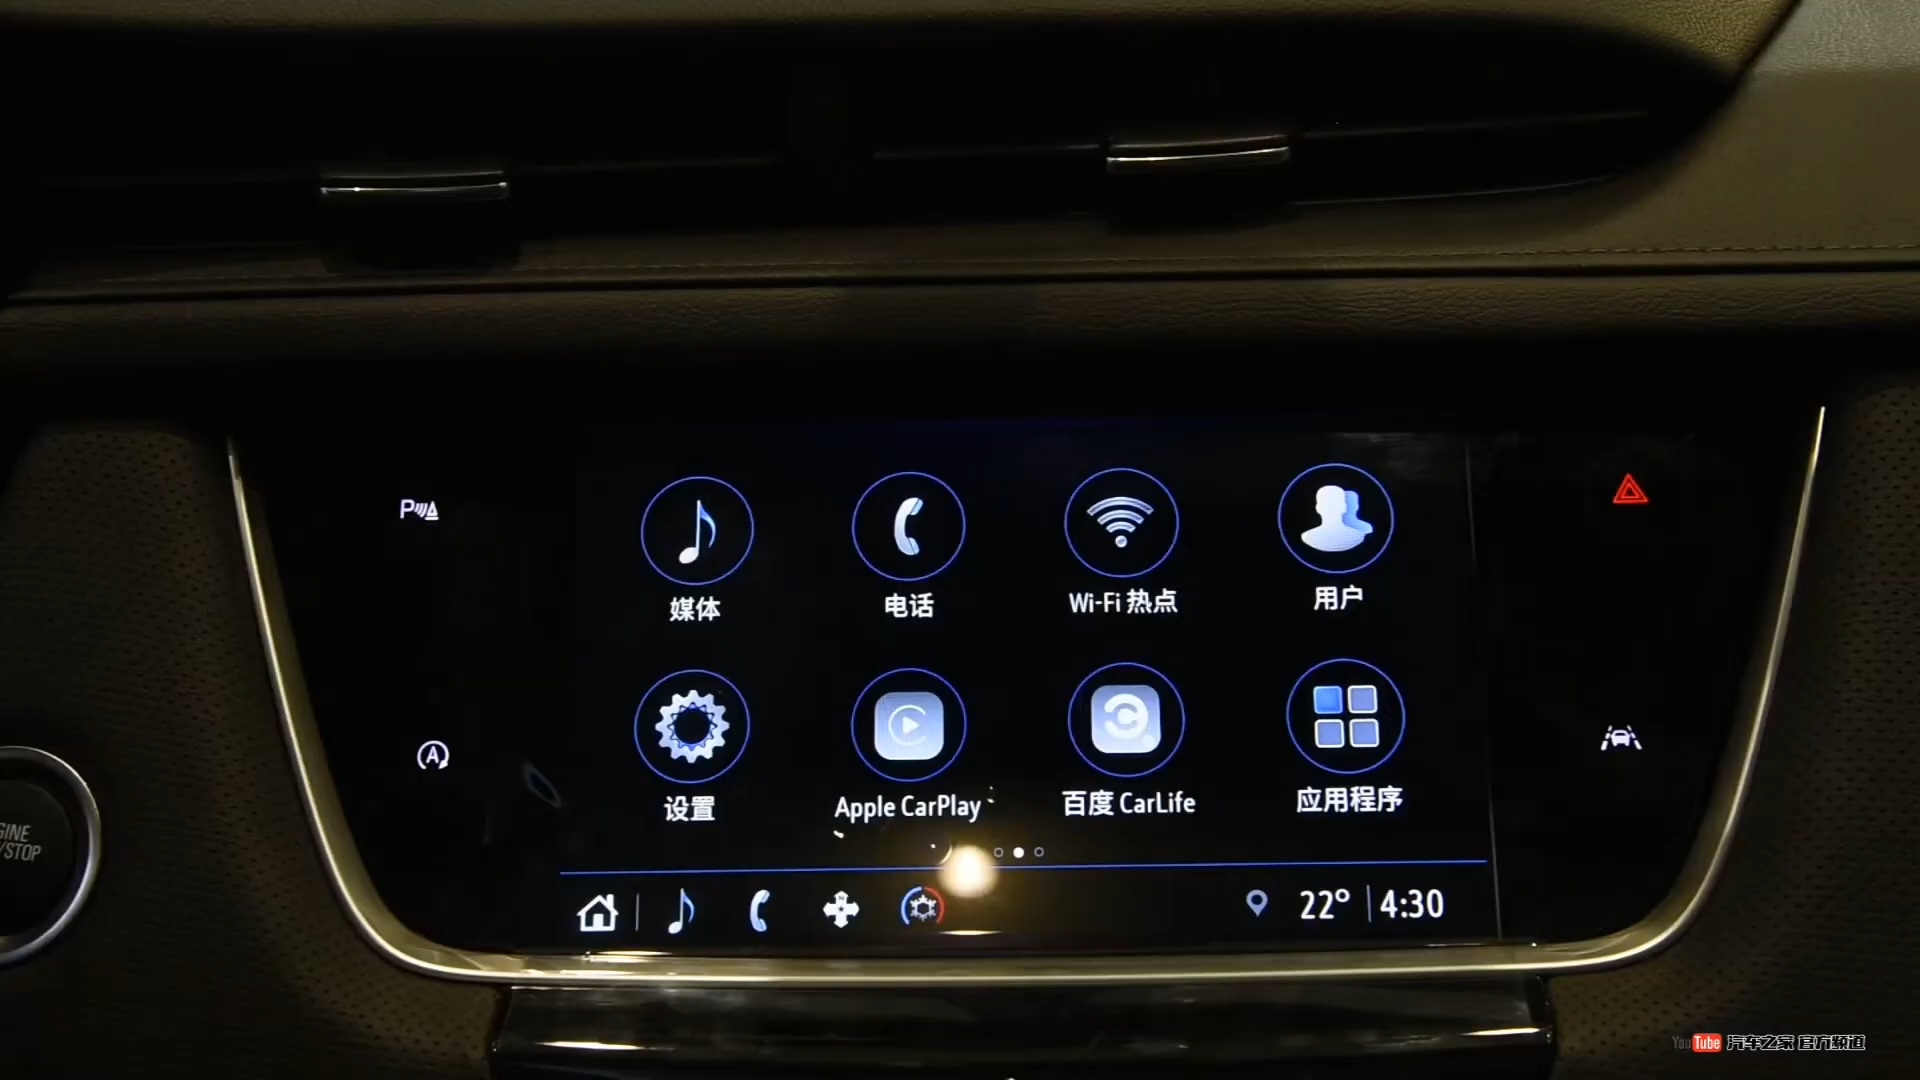 P
媒体
电话
Wi-Fi 热点
用户
A
设置
Apple CarPlay
百度 CarLife
应用程序
GINE
/STOP
22° 4:30
YouTube 汽车之家 官方频道